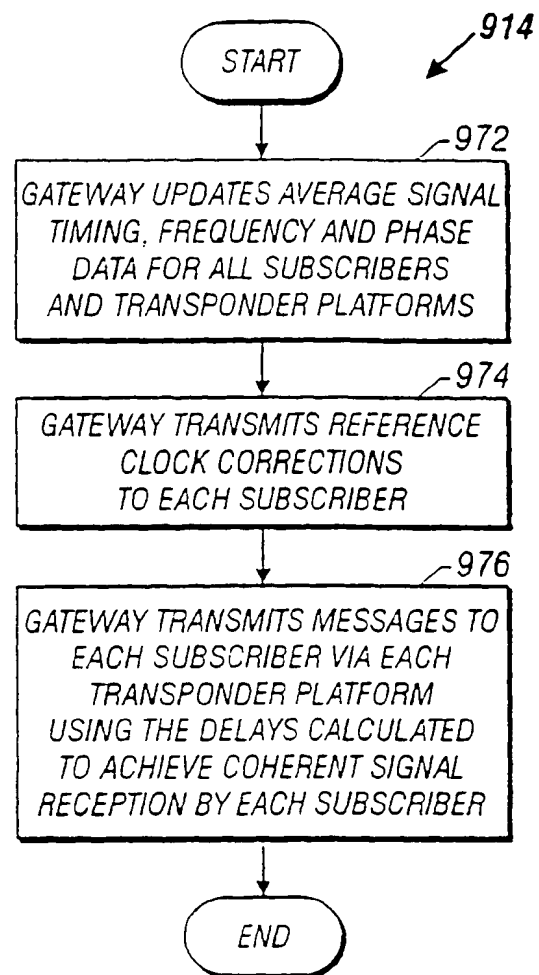 914
START
972
GATEWAY UPDATES AVERAGE SIGNAL
TIMING, FREQUENCY AND PHASE
DATA FOR ALL SUBSCRIBERS
AND TRANSPONDER PLATFORMS
974
GATEWAY TRANSMITS REFERENCE
CLOCK CORRECTIONS
TO EACH SUBSCRIBER
976
GATEWAY TRANSMITS MESSAGES TO
EACH SUBSCRIBER VIA EACH
TRANSPONDER PLATFORM
USING THE DELAYS CALCULATED
TO ACHIEVE COHERENT SIGNAL
RECEPTION BY EACH SUBSCRIBER
END